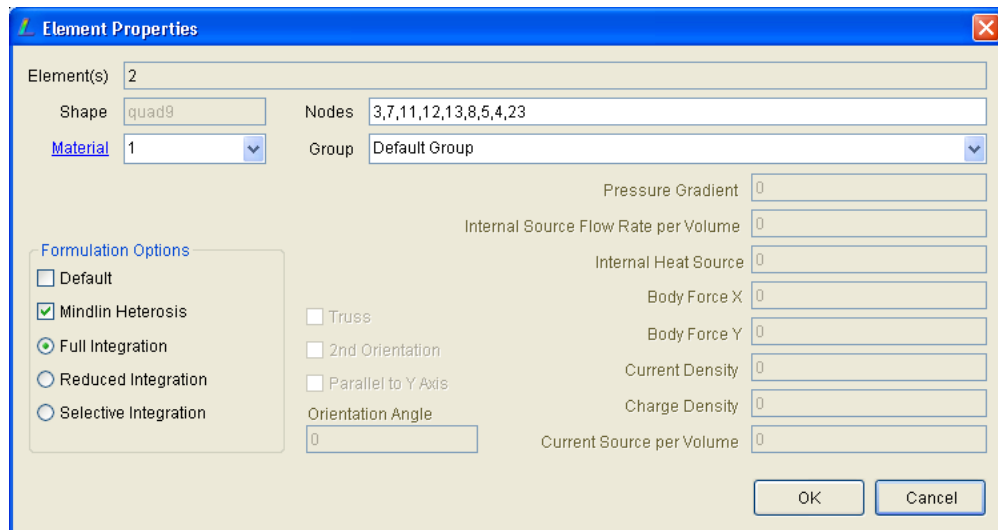 Element Properties
Element(s) 2
Shape quad9 Nodes 3,7,11,12,13,8,5,4,23
Material 1 Group Default Group
Pressure Gradient 0
Internal Source Flow Rate per Volume 0
Formulation Options
Internal Heat Source 0
Default
Body Force X 0
Mindlin Heterosis
Truss
Body Force Y 0
Full Integration
2nd Orientation
Current Density 0
Reduced Integration
Parallel to Y Axis
Charge Density 0
Selective Integration
Orientation Angle
0
Current Source per Volume 0
OK Cancel